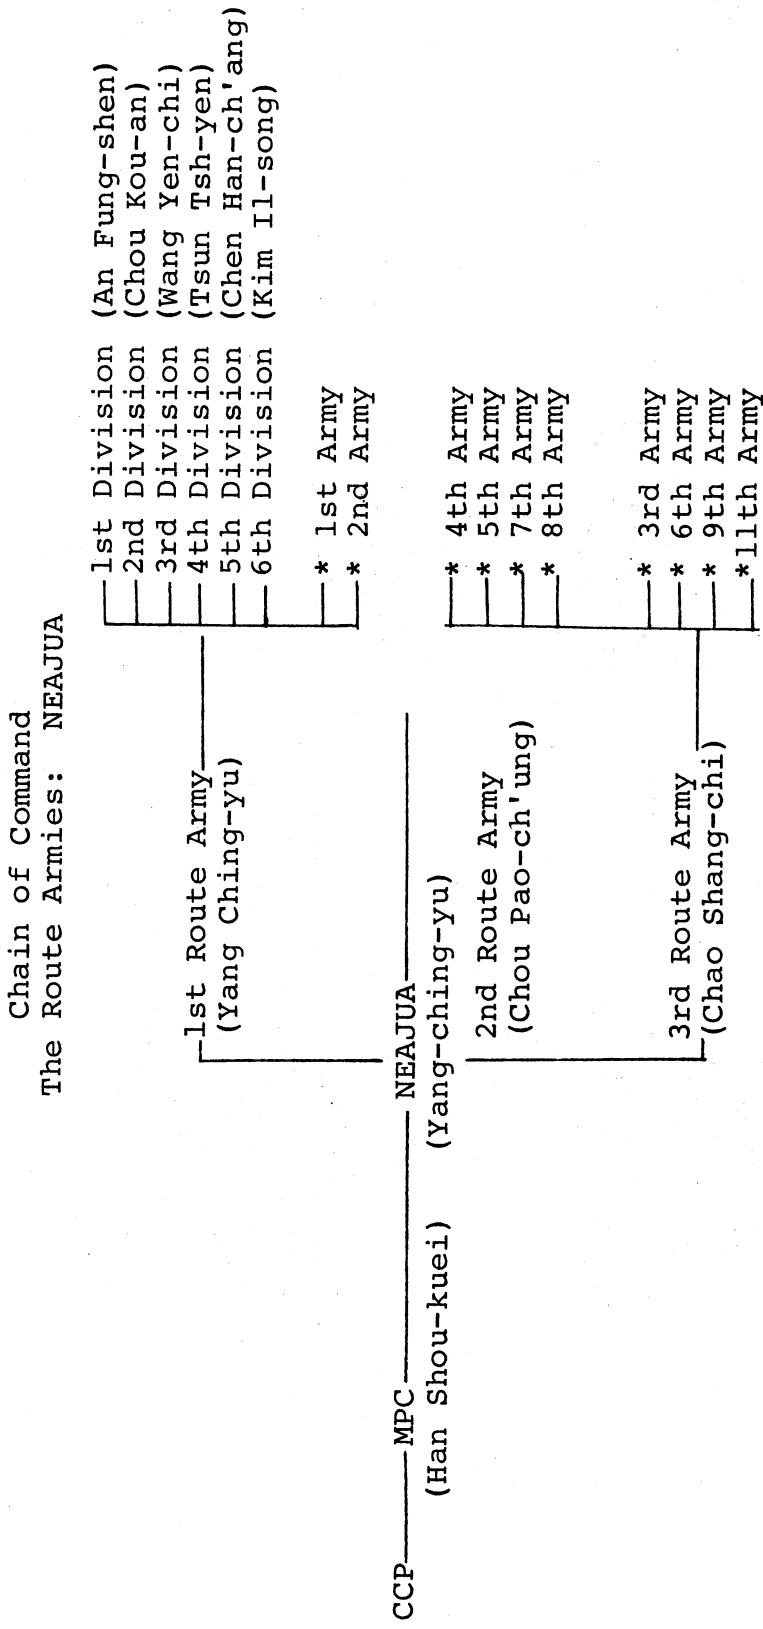 Chain of Command
The Route Armies: NEAJUA
1st Division (An Fung-shen)
2nd Division (Chou Kou-an)
3rd Division (Wang Yen-chi)
4th Division (Tsun Tsh-yen)
5th Division (Chen Han-ch'ang)
6th Division (Kim Il-song)
1st Route Army
(Yang Ching-yu)
* 1st Army
* 2nd Army
CCP MPC NEAJUA
(Han Shou-kuei) (Yang-ching-yu)
* 4th Army
* 5th Army
* 7th Army
* 8th Army
2nd Route Army
(Chou Pao-ch'ung)
* 3rd Army
* 6th Army
* 9th Army
*11th Army
3rd Route Army
(Chao Shang-chi)